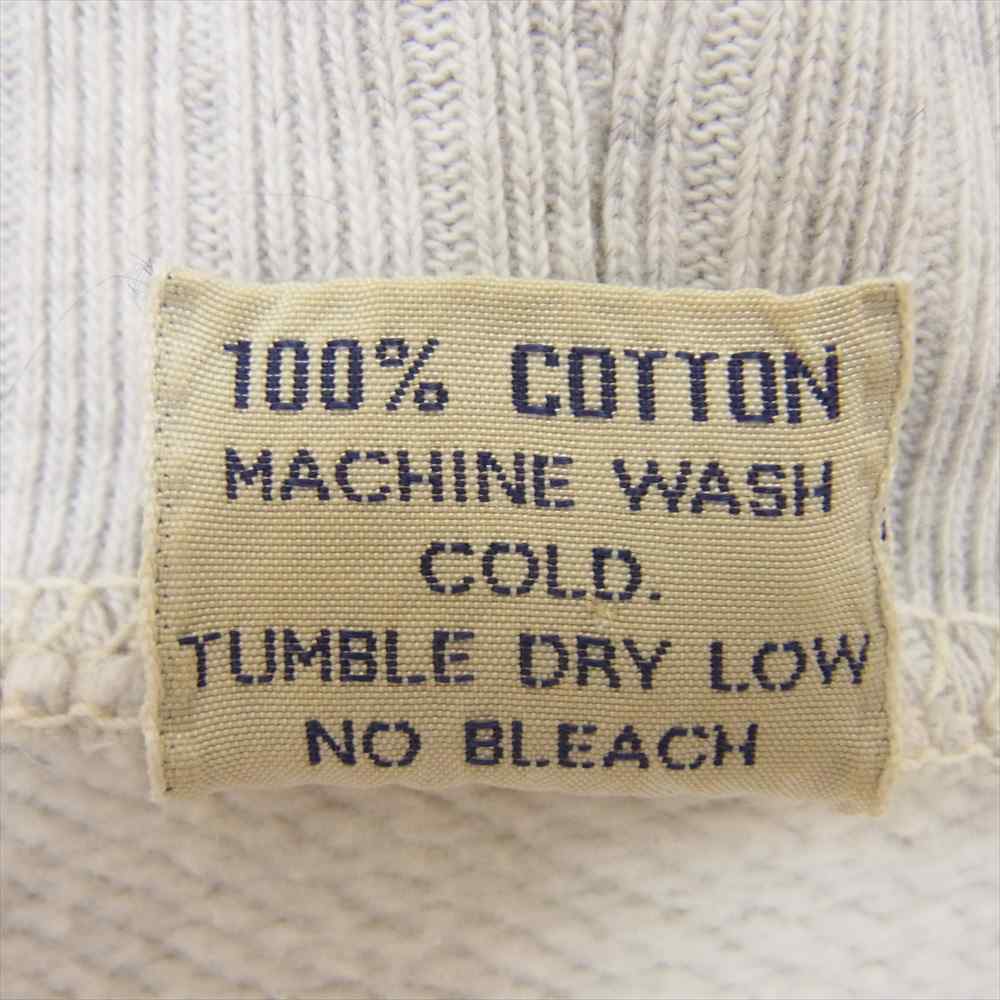 100% COTTON
MACHINE WASH
COLD.
TUMBLE DRY LOW
NO BLEACH